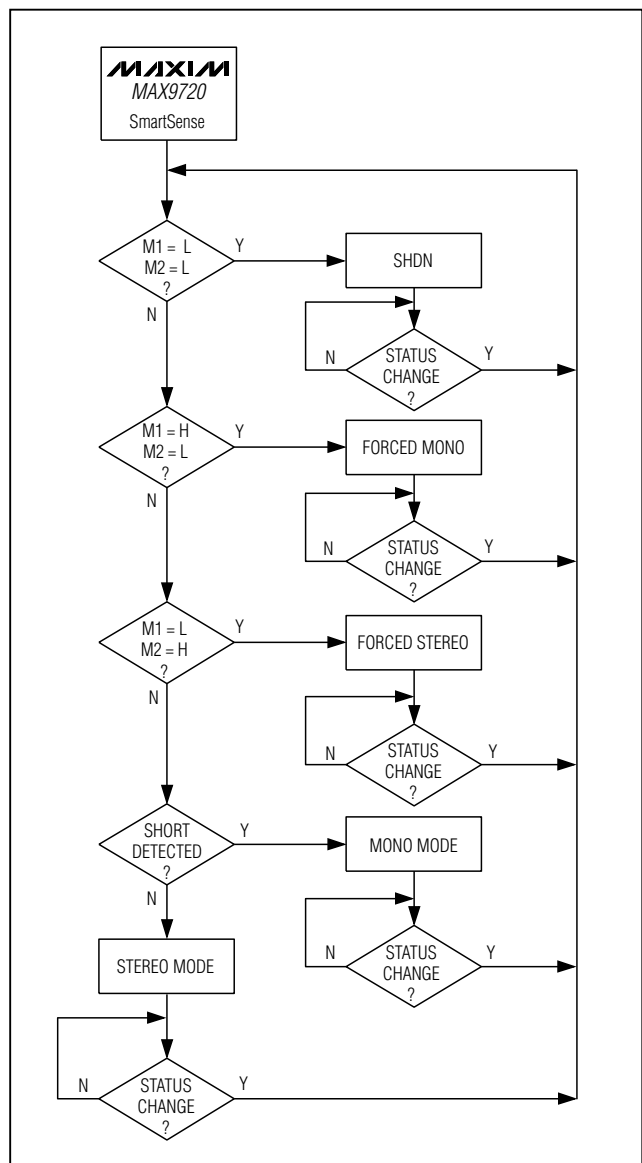 MAXIM
MAX9720
SmartSense
M1 = L
M2 = L
?
Y
N
SHDN
STATUS
CHANGE
?
N
Y
M1 = H
M2 = L
?
Y
N
FORCED MONO
STATUS
CHANGE
?
N
Y
M1 = L
M2 = H
?
Y
N
FORCED STEREO
STATUS
CHANGE
?
N
Y
SHORT
DETECTED
?
Y
N
MONO MODE
STATUS
CHANGE
?
N
Y
STEREO MODE
STATUS
CHANGE
?
N
Y